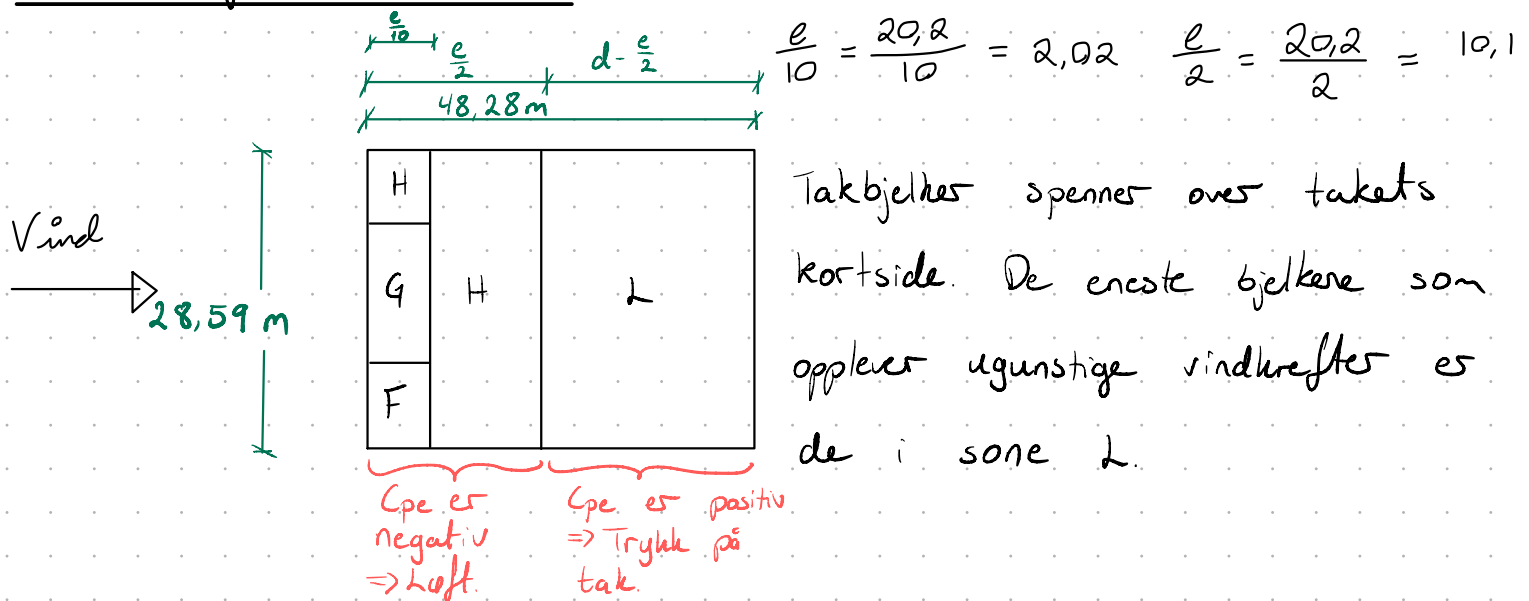 e/10
e/2 d - e/2
48,28 m
e/10 = 20,2/10 = 2,02 e/2 = 20,2/2 = 10,1
Vind
28,59 m
H
G H L
F
Takbjelker spenner over takets
kortside. De eneste bjelkene som
opplever ugunstige vindkrefter er
de i sone L.
Cpe er
negativ
=> Løft.
Cpe er positiv
=> Trykk på
tak.